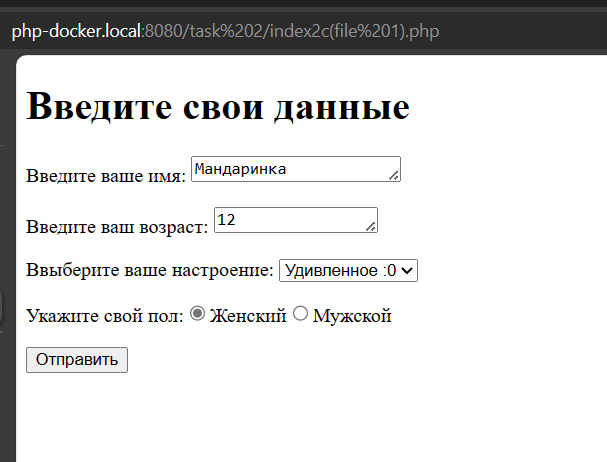 php-docker.local:8080/task%202/index2c(file%201).php
Введите свои данные
Введите ваше имя: Мандаринка
Введите ваш возраст: 12
Ввыберите ваше настроение: Удивленное :0
Укажите свой пол: Женский Мужской
Отправить